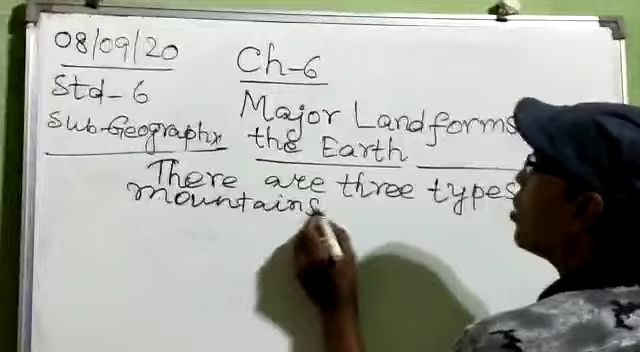 08/09/20
Std-6
Sub-Geography
Ch-6
Major Landforms
the Earth
There are three types
mountains